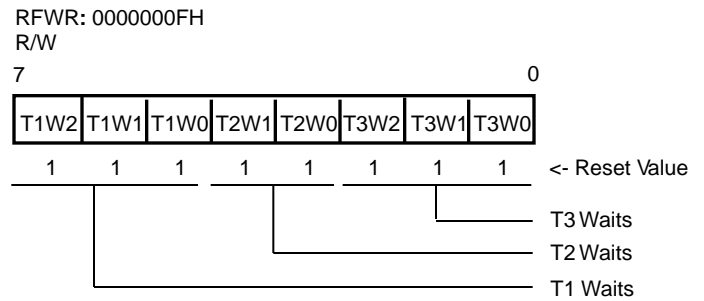 RFWR: 0000000FH
R/W
7 0
T1W2 T1W1 T1W0 T2W1 T2W0 T3W2 T3W1 T3W0
1 1 1 1 1 1 1 1 <- Reset Value
T3 Waits
T2 Waits
T1 Waits